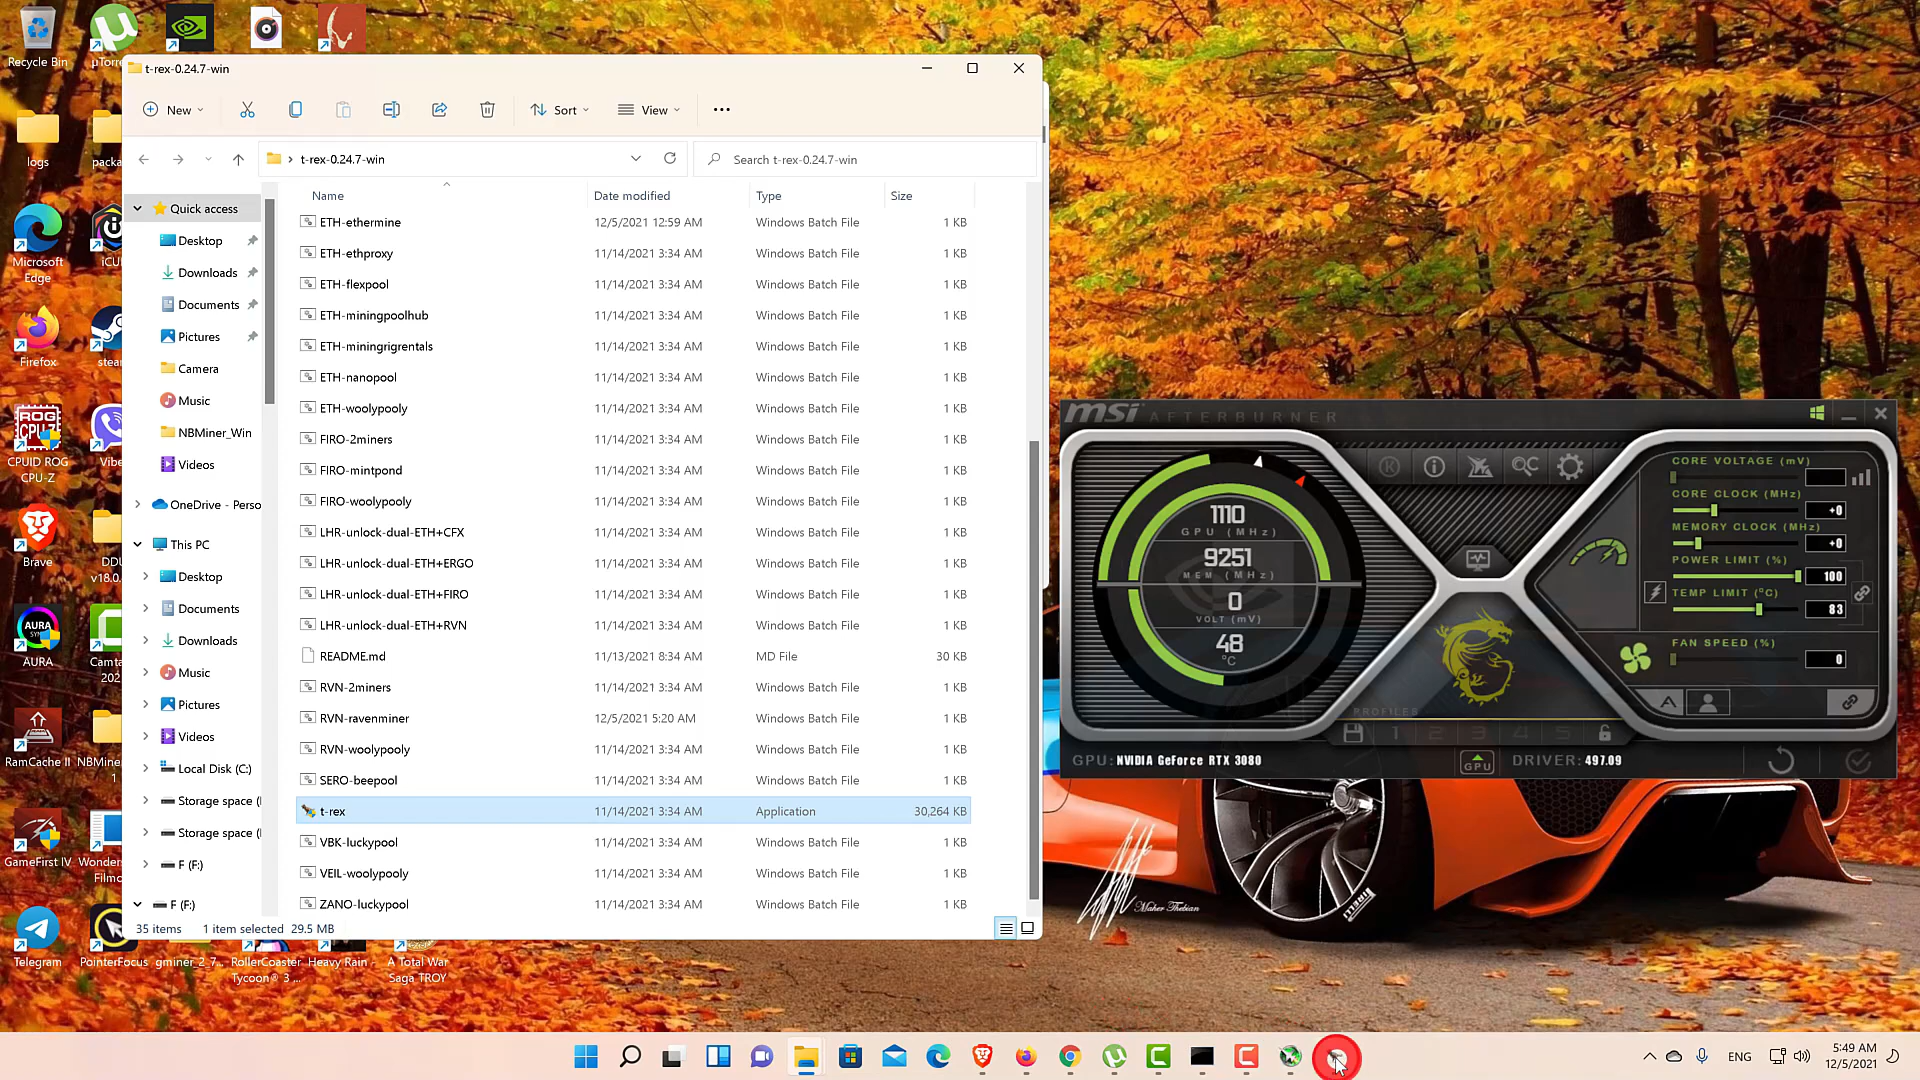 Recycle Bin
µTorre
t-rex-0.24.7-win
New
Sort
View
t-rex-0.24.7-win
Search t-rex-0.24.7-win
logs
packa
Name
Date modified
Type
Size
Quick access
Desktop
Downloads
Documents
Pictures
Camera
Music
NBMiner_Win
Videos
OneDrive - Perso
This PC
Desktop
Documents
Downloads
Music
Pictures
Videos
Local Disk (C:)
Storage space (
Storage space (
F (F:)
F (F:)
ETH-ethermine 12/5/2021 12:59 AM Windows Batch File 1 KB
ETH-ethproxy 11/14/2021 3:34 AM Windows Batch File 1 KB
ETH-flexpool 11/14/2021 3:34 AM Windows Batch File 1 KB
ETH-miningpoolhub 11/14/2021 3:34 AM Windows Batch File 1 KB
ETH-miningrigrentals 11/14/2021 3:34 AM Windows Batch File 1 KB
ETH-nanopool 11/14/2021 3:34 AM Windows Batch File 1 KB
ETH-woolypooly 11/14/2021 3:34 AM Windows Batch File 1 KB
FIRO-2miners 11/14/2021 3:34 AM Windows Batch File 1 KB
FIRO-mintpond 11/14/2021 3:34 AM Windows Batch File 1 KB
FIRO-woolypooly 11/14/2021 3:34 AM Windows Batch File 1 KB
LHR-unlock-dual-ETH+CFX 11/14/2021 3:34 AM Windows Batch File 1 KB
LHR-unlock-dual-ETH+ERGO 11/14/2021 3:34 AM Windows Batch File 1 KB
LHR-unlock-dual-ETH+FIRO 11/14/2021 3:34 AM Windows Batch File 1 KB
LHR-unlock-dual-ETH+RVN 11/14/2021 3:34 AM Windows Batch File 1 KB
README.md 11/13/2021 8:34 AM MD File 30 KB
RVN-2miners 11/14/2021 3:34 AM Windows Batch File 1 KB
RVN-ravenminer 12/5/2021 5:20 AM Windows Batch File 1 KB
RVN-woolypooly 11/14/2021 3:34 AM Windows Batch File 1 KB
SERO-beepool 11/14/2021 3:34 AM Windows Batch File 1 KB
t-rex 11/14/2021 3:34 AM Application 30,264 KB
VBK-luckypool 11/14/2021 3:34 AM Windows Batch File 1 KB
VEIL-woolypooly 11/14/2021 3:34 AM Windows Batch File 1 KB
ZANO-luckypool 11/14/2021 3:34 AM Windows Batch File 1 KB
35 items 1 item selected 29.5 MB
Microsoft
Edge
iCU
Firefox
stea
ROG
CPU-Z
CPUID ROG
CPU-Z
Vibe
Brave
DDU
v18.0.
AURA
SYNC
AURA
Camta
202
RamCache II
NBMine
1
GameFirst IV
Wonders
Filmo
Telegram
PointerFocus
gminer_2_7...
RollerCoaster
Tycoon® 3 ...
Heavy Rain
A Total War
Saga TROY
msi AFTERBURNER
K
1110
GPU (MHz)
9251
MEM (MHz)
0
VOLT (mV)
48
°C
CORE VOLTAGE (mV)
CORE CLOCK (MHz)
+0
MEMORY CLOCK (MHz)
+0
POWER LIMIT (%)
100
TEMP LIMIT (°C)
83
FAN SPEED (%)
0
A
PROFILES
1 2 3 4 5
GPU: NVIDIA GeForce RTX 3080
GPU
DRIVER: 497.09
Maher Thebian
ENG
5:49 AM
12/5/2021